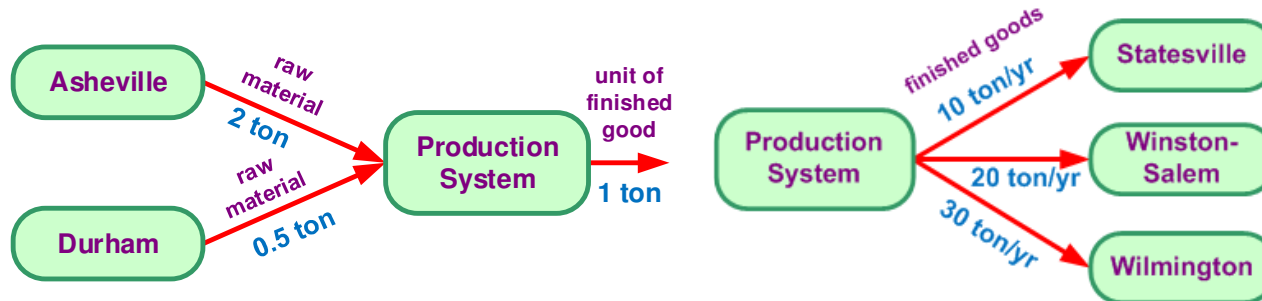 Asheville
raw
material
2 ton
Durham
raw
material
0.5 ton
Production
System
unit of
finished
good
1 ton
Production
System
finished goods
10 ton/yr
20 ton/yr
30 ton/yr
Statesville
Winston-
Salem
Wilmington